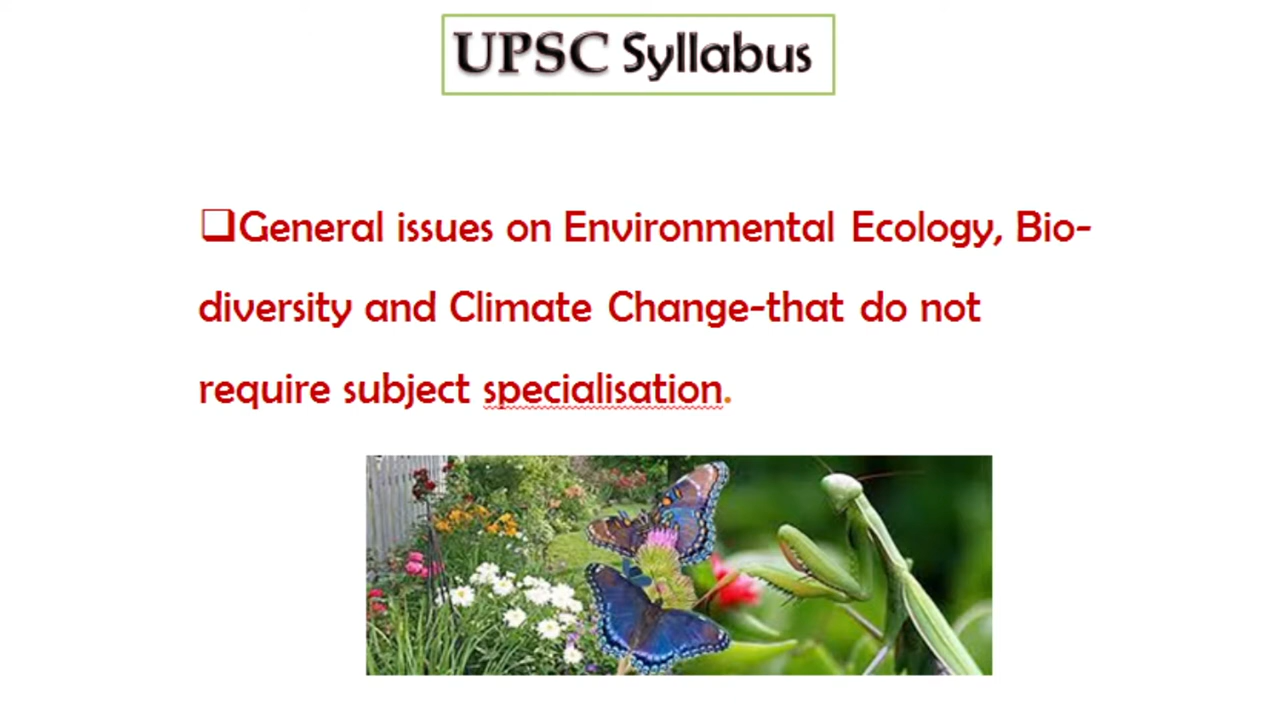 UPSC Syllabus
❑General issues on Environmental Ecology, Bio-
diversity and Climate Change-that do not
require subject specialisation.